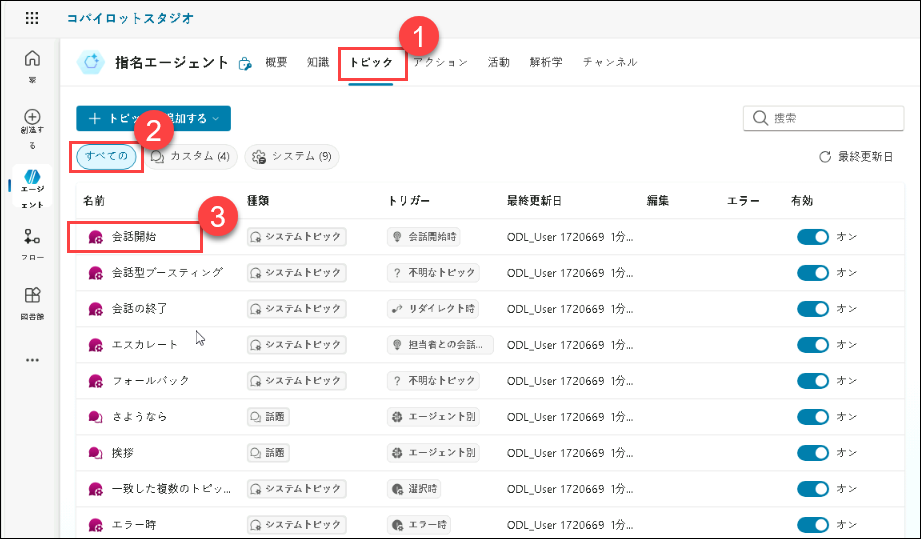 コパイロットスタジオ
1
指名エージェント 概要 知識 トピック アクション 活動 解析学 チャンネル
家
創造する
エージェント
フロー
図書館
トピックを追加する
検索
2
すべての カスタム (4) システム (9) 最終更新日
名前 種類 トリガー 最終更新日 編集 エラー 有効
3
会話開始 システムトピック 会話開始時 ODL_User 1720669 1分... オン
会話型ブースティング システムトピック ? 不明なトピック ODL_User 1720669 1分... オン
会話の終了 システムトピック リダイレクト時 ODL_User 1720669 1分... オン
エスカレート システムトピック 担当者との会話... ODL_User 1720669 1分... オン
フォールバック システムトピック ? 不明なトピック ODL_User 1720669 1分... オン
さようなら 話題 エージェント別 ODL_User 1720669 1分... オン
挨拶 話題 エージェント別 ODL_User 1720669 1分... オン
一致した複数のトピッ... システムトピック 選択時 ODL_User 1720669 1分... オン
エラー時 システムトピック エラー時 ODL_User 1720669 1分... オン